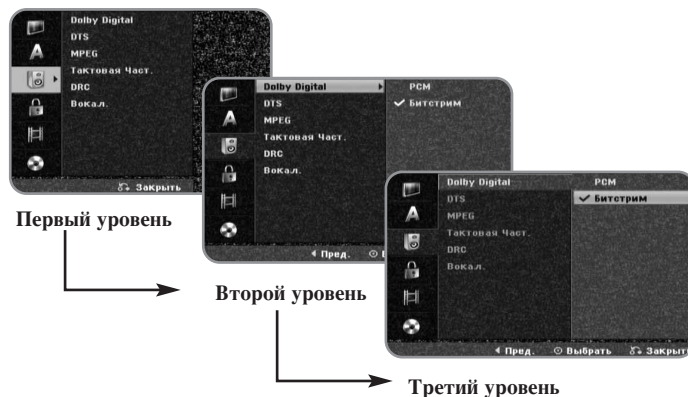 Dolby Digital
DTS
MPEG
Тактовая Част.
DRC
Вокал.
Закрыть
Первый уровень
Dolby Digital
DTS
MPEG
Тактовая Част.
DRC
Вокал.
PCM
Битстрим
Пред.
Второй уровень
Dolby Digital
DTS
MPEG
Тактовая Част.
DRC
Вокал.
PCM
Битстрим
Пред. Выбрать Закрыт
Третий уровень